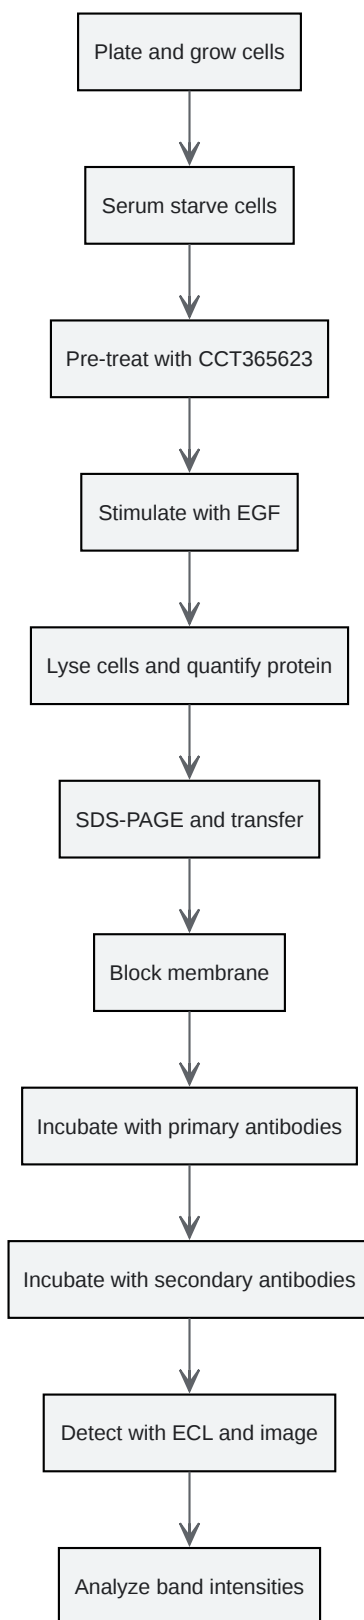 Plate and grow cells
Serum starve cells
Pre-treat with CCT365623
Stimulate with EGF
Lyse cells and quantify protein
SDS-PAGE and transfer
Block membrane
Incubate with primary antibodies
Incubate with secondary antibodies
Detect with ECL and image
Analyze band intensities